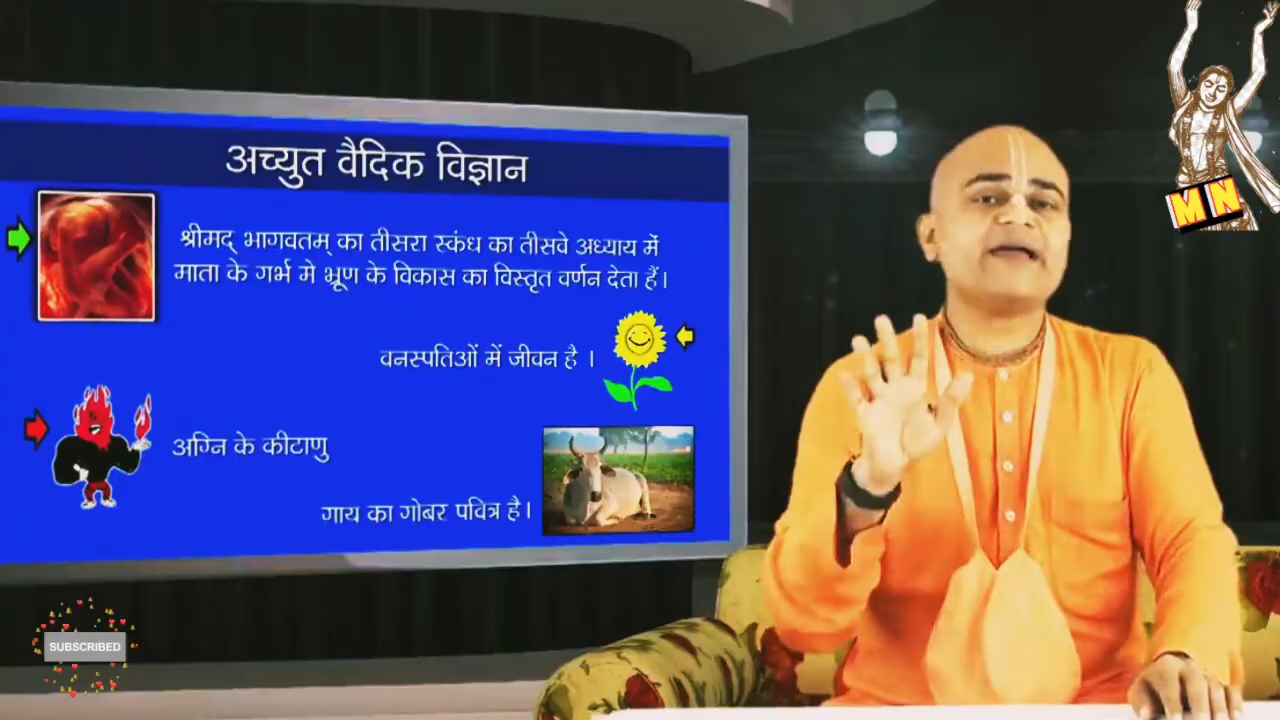 अच्युत वैदिक विज्ञान
श्रीमद् भागवतम् का तीसरा स्कंध का तीसवे अध्याय में
माता के गर्भ मे भ्रूण के विकास का विस्तृत वर्णन देता हैं।
वनस्पतिओं में जीवन है ।
अग्नि के कीटाणु
गाय का गोबर पवित्र है।
MN
SUBSCRIBED